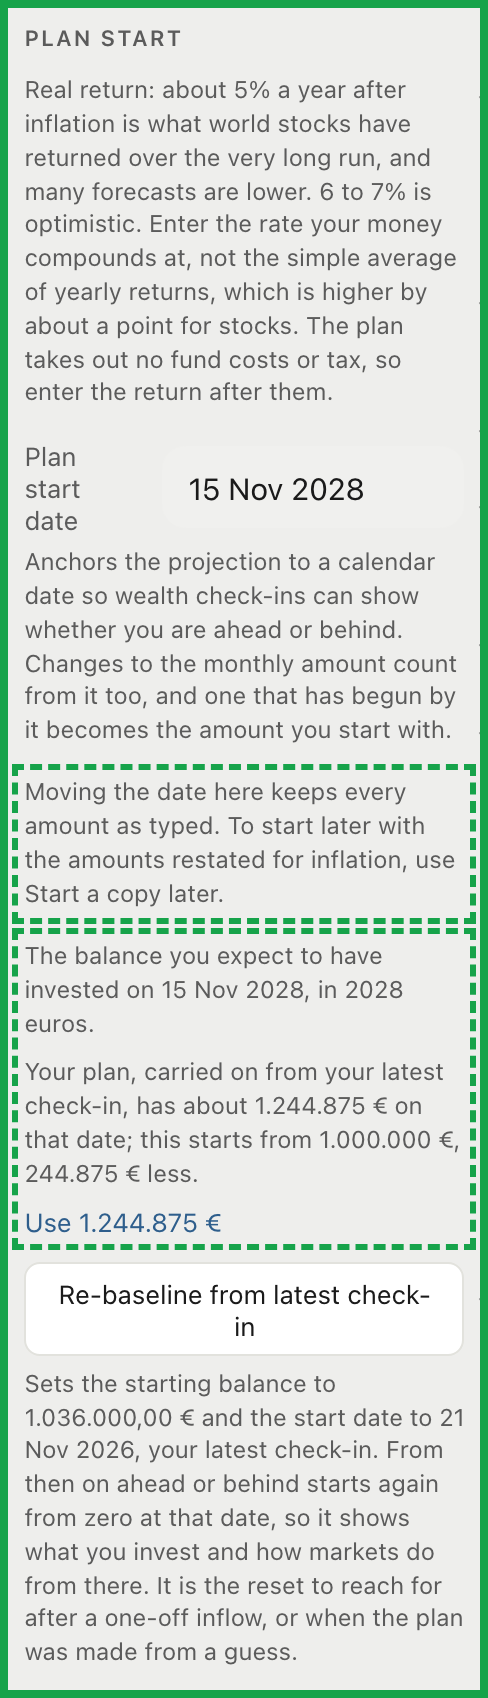 PLAN START
Real return: about 5% a year after
inflation is what world stocks have
returned over the very long run, and
many forecasts are lower. 6 to 7% is
optimistic. Enter the rate your money
compounds at, not the simple average
of yearly returns, which is higher by
about a point for stocks. The plan
takes out no fund costs or tax, so
enter the return after them.
Plan
start
date
15 Nov 2028
Anchors the projection to a calendar
date so wealth check-ins can show
whether you are ahead or behind.
Changes to the monthly amount count
from it too, and one that has begun by
it becomes the amount you start with.
Moving the date here keeps every
amount as typed. To start later with
the amounts restated for inflation, use
Start a copy later.
The balance you expect to have
invested on 15 Nov 2028, in 2028
euros.
Your plan, carried on from your latest
check-in, has about 1.244.875 € on
that date; this starts from 1.000.000 €,
244.875 € less.
Use 1.244.875 €
Re-baseline from latest check-
in
Sets the starting balance to
1.036.000,00 € and the start date to 21
Nov 2026, your latest check-in. From
then on ahead or behind starts again
from zero at that date, so it shows
what you invest and how markets do
from there. It is the reset to reach for
after a one-off inflow, or when the plan
was made from a guess.